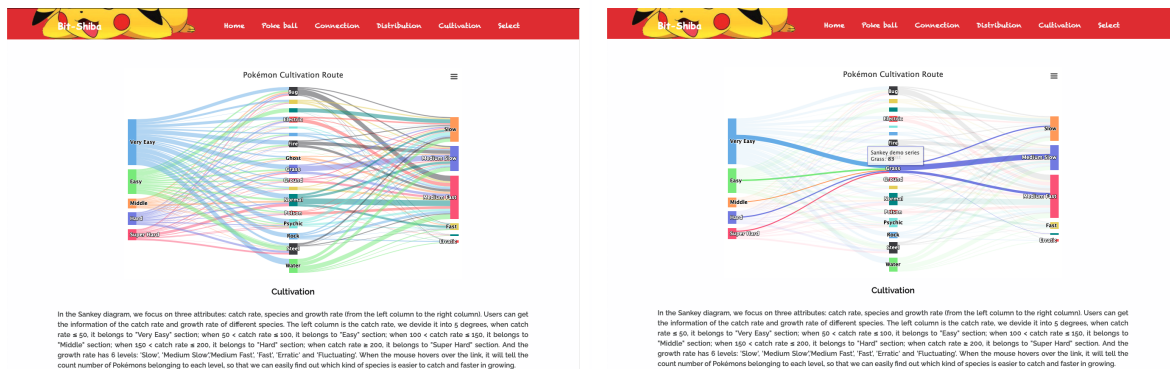 Bit-Shiba
Home Poke ball Connection Distribution Cultivation Select
Pokémon Cultivation Route
Bug
Electric
Fire
Ghost
Grass
Ground
Normal
Poison
Psychic
Rock
Steel
Water
Very Easy
Easy
Middle
Hard
Super Hard
Slow
Medium Slow
Medium Fast
Fast
Erratic
Cultivation
In the Sankey diagram, we focus on three attributes: catch rate, species and growth rate (from the left column to the right column). Users can get
the information of the catch rate and growth rate of different species. The left column is the catch rate, we devide it into 5 degrees, when catch
rate ≤ 50, it belongs to "Very Easy" section; when 50 < catch rate ≤ 100, it belongs to "Easy" section; when 100 < catch rate ≤ 150, it belongs to
"Middle" section; when 150 < catch rate ≤ 200, it belongs to "Hard" section; when catch rate ≥ 200, it belongs to "Super Hard" section. And the
growth rate has 6 levels: 'Slow', 'Medium Slow','Medium Fast', 'Fast', 'Erratic' and 'Fluctuating'. When the mouse hovers over the link, it will tell the
count number of Pokémons belonging to each level, so that we can easily find out which kind of species is easier to catch and faster in growing.
Bit-Shiba
Home Poke ball Connection Distribution Cultivation Select
Pokémon Cultivation Route
Bug
Electric
Fire
Sankey demo series
Grass: 83
Grass
Ground
Normal
Poison
Psychic
Rock
Steel
Water
Very Easy
Easy
Middle
Hard
Super Hard
Slow
Medium Slow
Medium Fast
Fast
Erratic
Cultivation
In the Sankey diagram, we focus on three attributes: catch rate, species and growth rate (from the left column to the right column). Users can get
the information of the catch rate and growth rate of different species. The left column is the catch rate, we devide it into 5 degrees, when catch
rate ≤ 50, it belongs to "Very Easy" section; when 50 < catch rate ≤ 100, it belongs to "Easy" section; when 100 < catch rate ≤ 150, it belongs to
"Middle" section; when 150 < catch rate ≤ 200, it belongs to "Hard" section; when catch rate ≥ 200, it belongs to "Super Hard" section. And the
growth rate has 6 levels: 'Slow', 'Medium Slow','Medium Fast', 'Fast', 'Erratic' and 'Fluctuating'. When the mouse hovers over the link, it will tell the
count number of Pokémons belonging to each level, so that we can easily find out which kind of species is easier to catch and faster in growing.